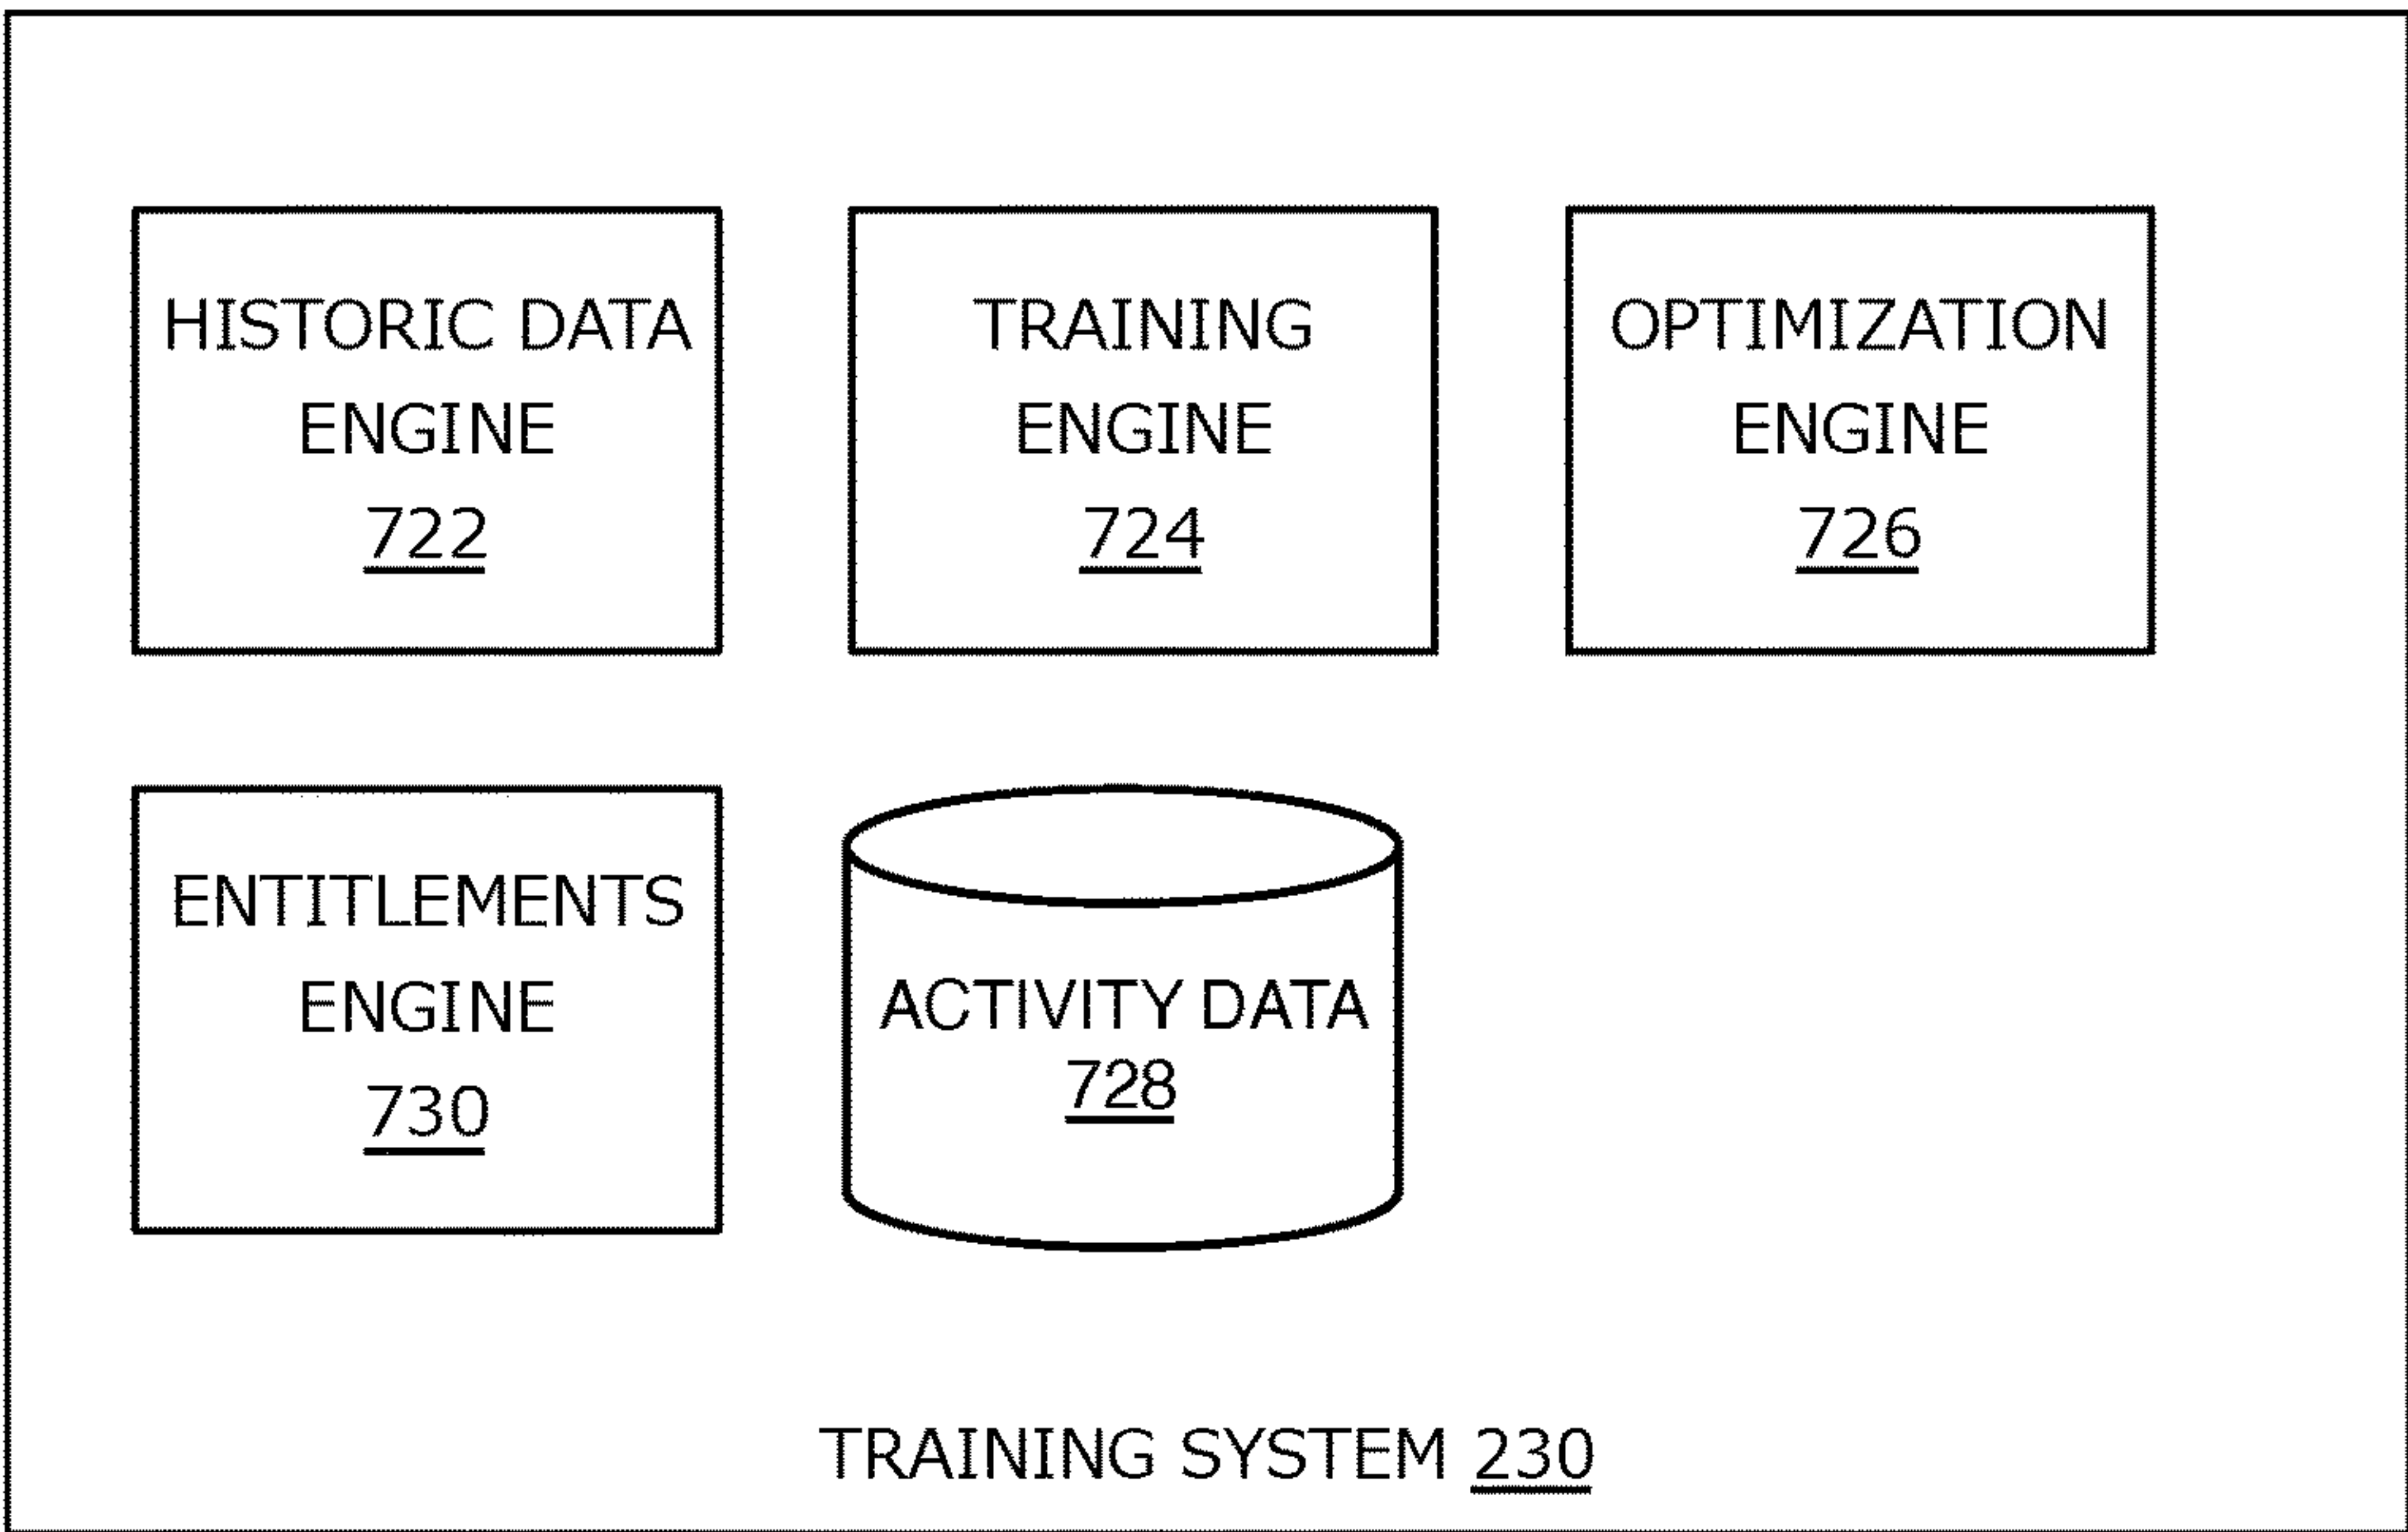 HISTORIC DATA
ENGINE
722
TRAINING
ENGINE
724
OPTIMIZATION
ENGINE
726
ENTITLEMENTS
ENGINE
730
ACTIVITY DATA
728
TRAINING SYSTEM 230